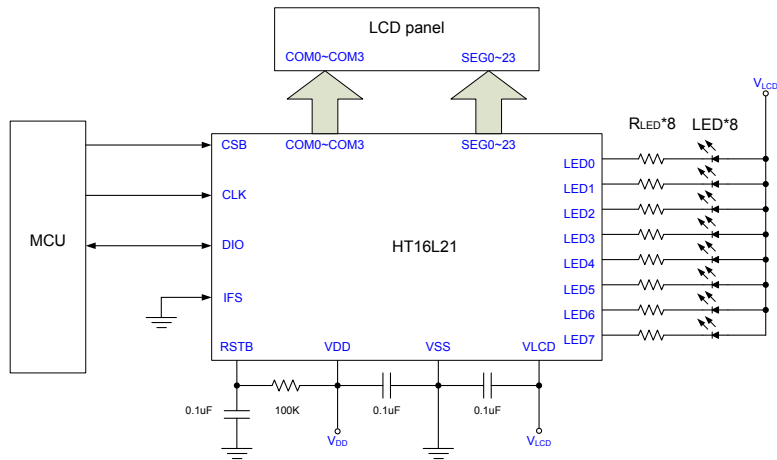 LCD panel
COM0~COM3 SEG0~23
VLCD
RLED*8 LED*8
CSB COM0~COM3 SEG0~23
LED0
CLK
LED1
LED2
MCU DIO HT16L21 LED3
LED4
IFS
LED5
LED6
RSTB VDD VSS VLCD LED7
0.1uF 100K 0.1uF 0.1uF
VDD VLCD